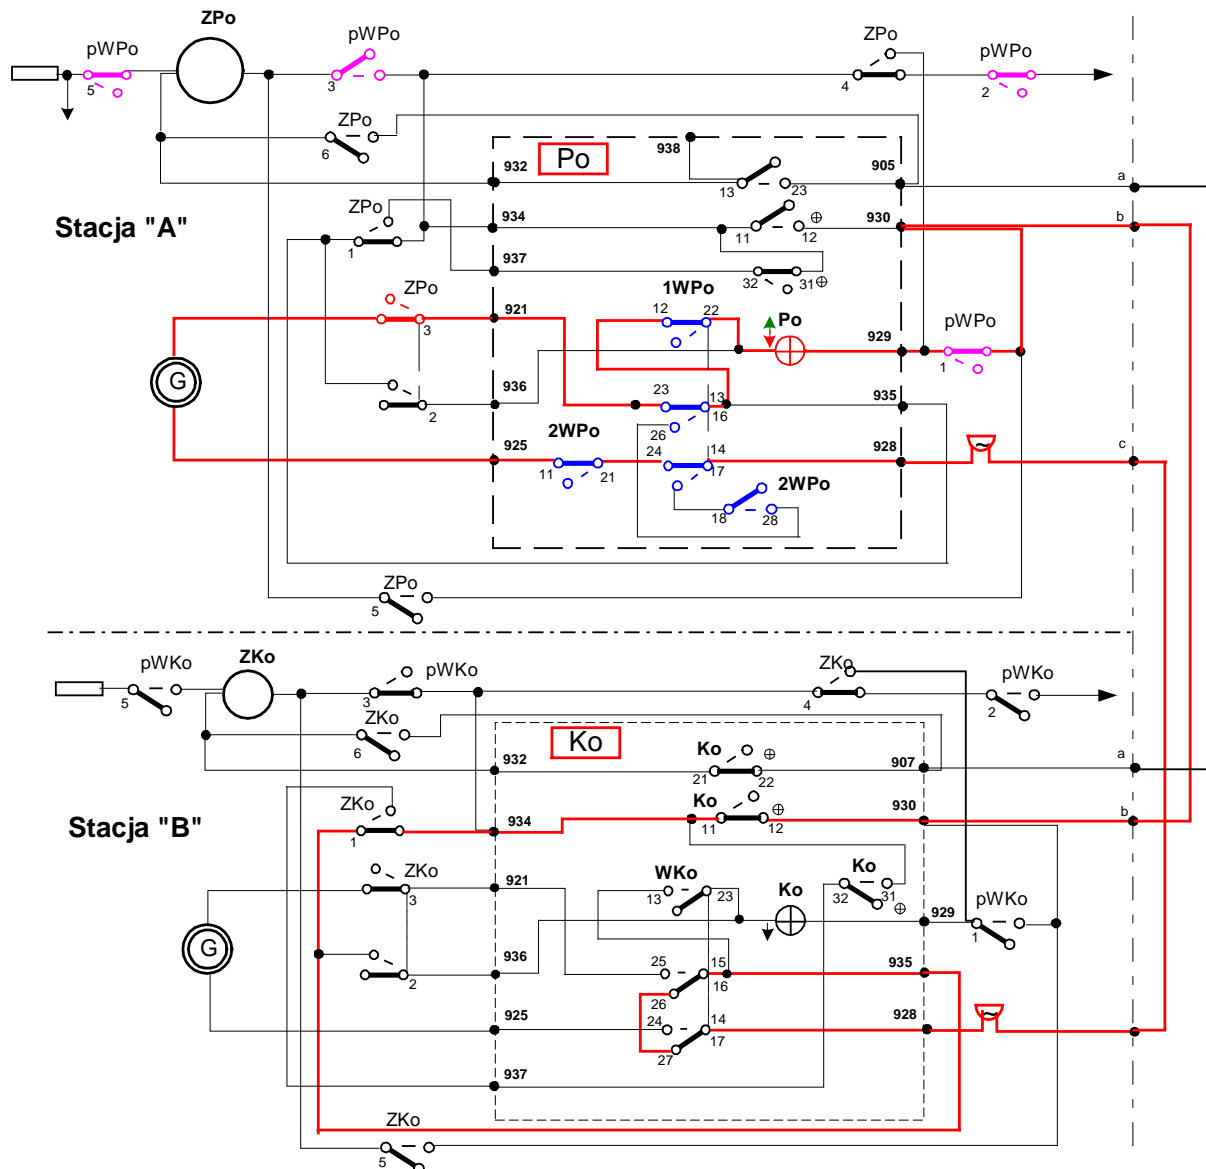 ZPo
pWPo
pWPo
ZPo
pWPo
5
3
4
2
ZPo
6
938
932
Po
905
a
13
23
Stacja "A"
ZPo
934
930
b
1
11
12
937
32
31
ZPo
921
1WPo
12
22
Po
3
929
pWPo
1
G
936
23
13
16
935
2
26
2WPo
925
24
14
928
c
11
21
17
2WPo
18
28
ZPo
5
pWKo
ZKo
pWKo
ZKo
pWKo
5
3
4
2
ZKo
6
Ko
Ko
932
907
a
21
22
Stacja "B"
ZKo
Ko
934
930
b
1
11
12
ZKo
921
WKo
Ko
3
13
23
32
31
929
pWKo
1
G
936
25
15
935
2
26
16
925
24
14
928
17
27
937
ZKo
5